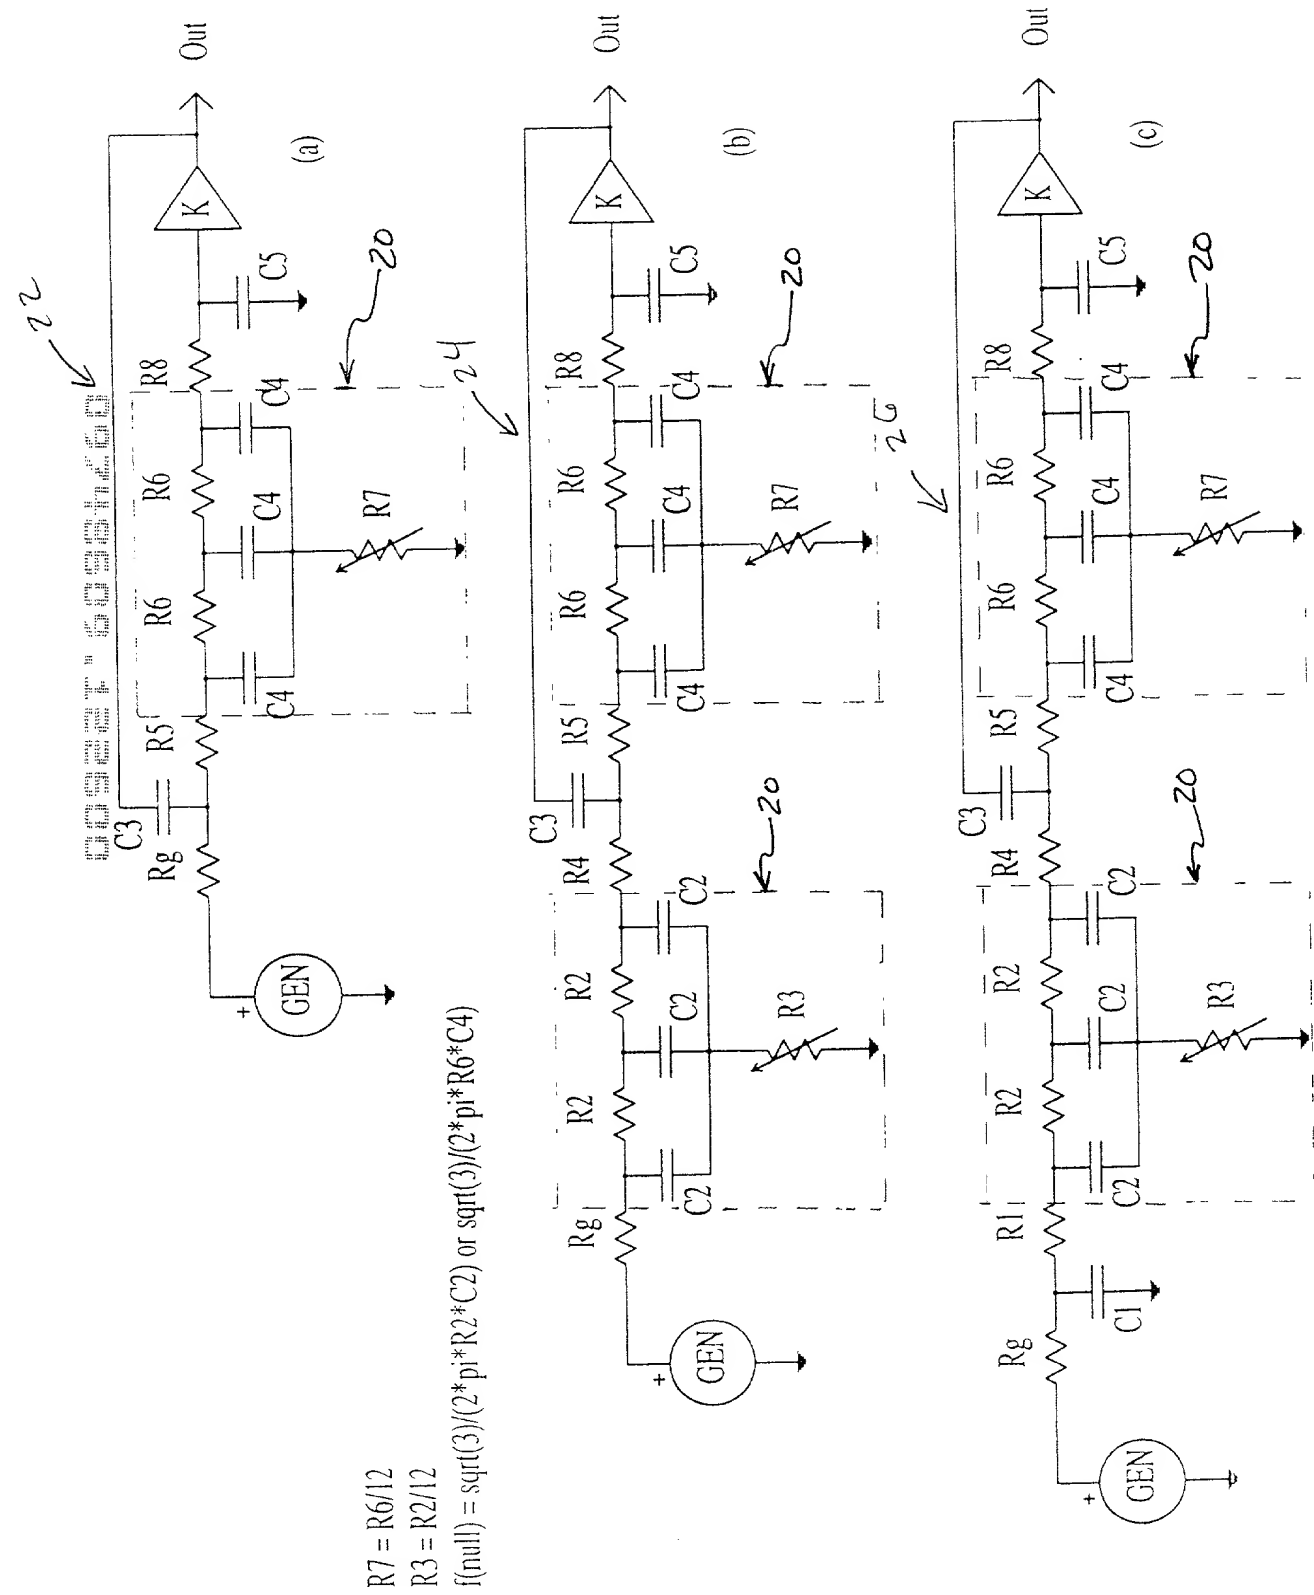 22
C3
Rg
R5
R6
R6
R8
Out
K
C4
C4
C4
C5
R7
20
GEN
+
(a)
R7 = R6/12
R3 = R2/12
f(null) = sqrt(3)/(2*pi*R2*C2) or sqrt(3)/(2*pi*R6*C4)
24
Rg
R2
R2
R4
C3
R5
R6
R6
R8
Out
K
C2
C2
C2
R3
20
C4
C4
C4
C5
R7
20
GEN
+
(b)
26
Rg
R1
R2
R2
R4
C3
R5
R6
R6
R8
Out
K
C1
C2
C2
C2
R3
20
C4
C4
C4
C5
R7
20
GEN
+
(c)